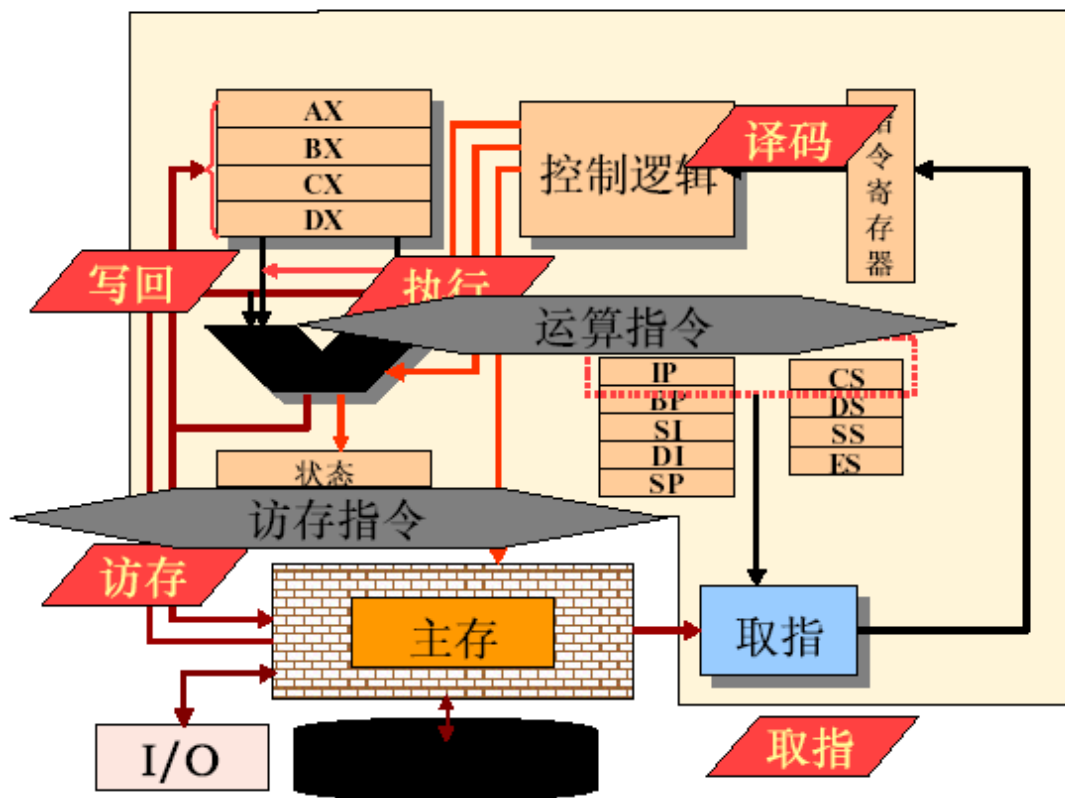 AX
BX
CX
DX
控制逻辑
译码
指令寄存器
写回
执行
运算指令
IP
BP
SI
DI
SP
CS
DS
SS
ES
状态
访存指令
访存
主存
取指
I/O
取指